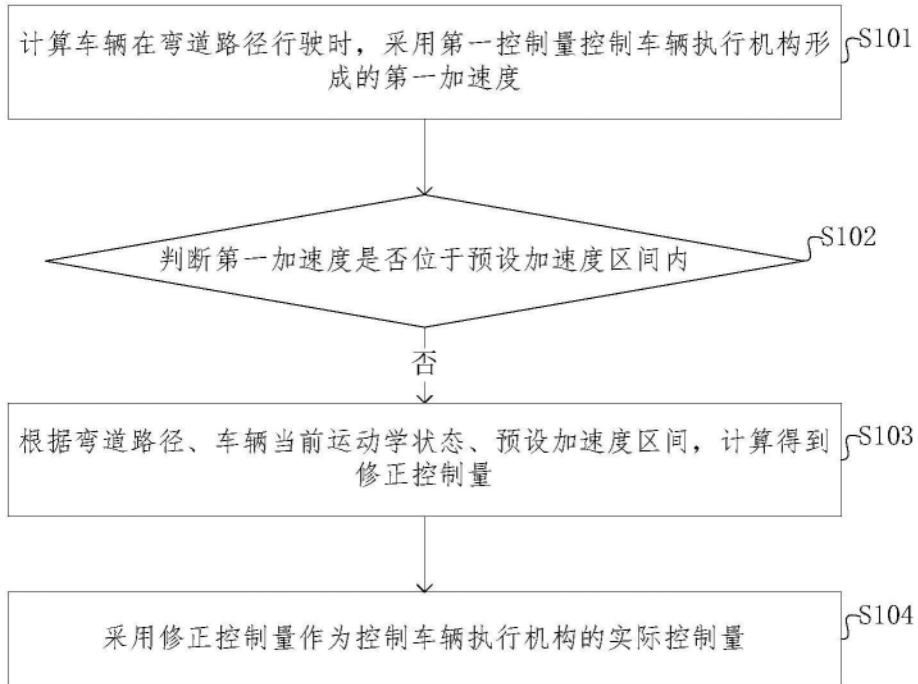 计算车辆在弯道路径行驶时，采用第一控制量控制车辆执行机构形
成的第一加速度
S101
判断第一加速度是否位于预设加速度区间内
S102
否
根据弯道路径、车辆当前运动学状态、预设加速度区间，计算得到
修正控制量
S103
采用修正控制量作为控制车辆执行机构的实际控制量
S104